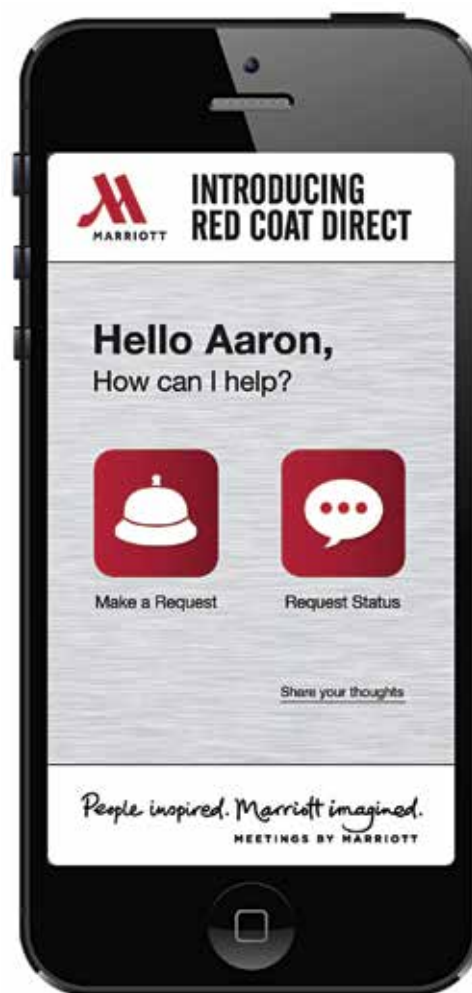 MARRIOTT
INTRODUCING
RED COAT DIRECT
Hello Aaron,
How can I help?
Make a Request
Request Status
Share your thoughts
People inspired. Marriott imagined.
MEETINGS BY MARRIOTT